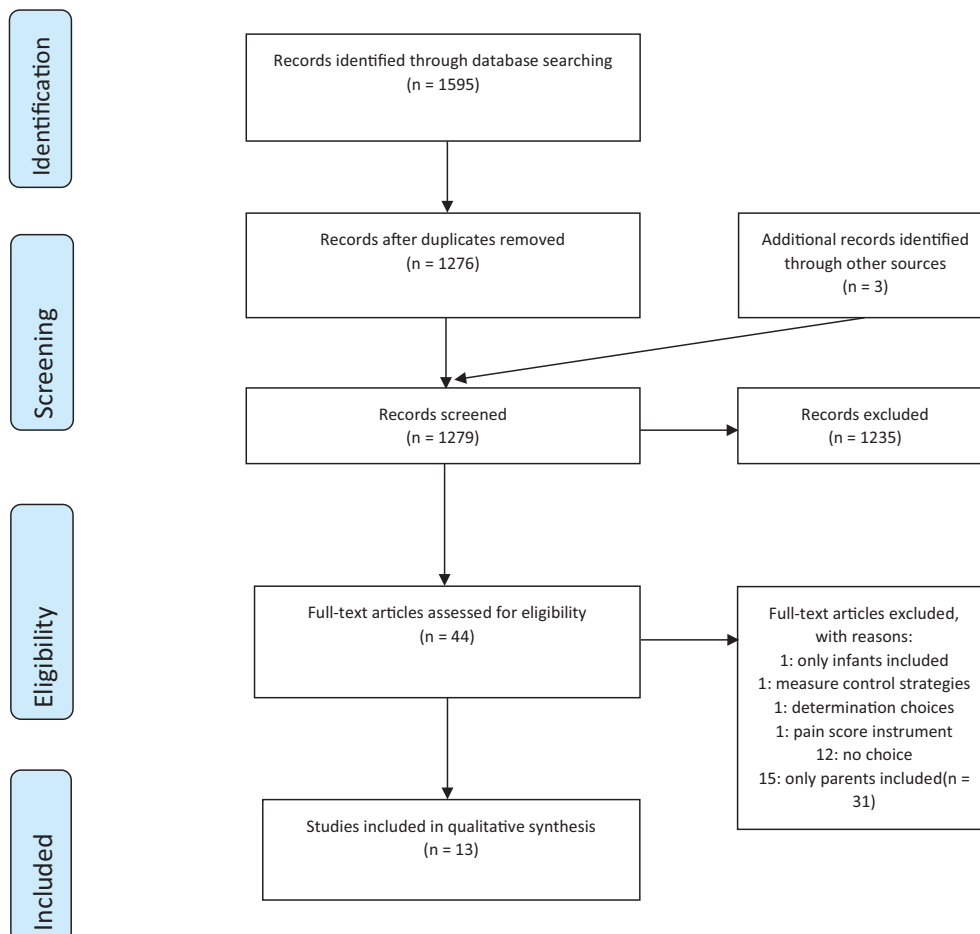 Identification
Records identified through database searching
(n = 1595)
Screening
Records after duplicates removed
(n = 1276)
Additional records identified
through other sources
(n = 3)
Records screened
(n = 1279)
Records excluded
(n = 1235)
Eligibility
Full-text articles assessed for eligibility
(n = 44)
Full-text articles excluded,
with reasons:
1: only infants included
1: measure control strategies
1: determination choices
1: pain score instrument
12: no choice
15: only parents included(n =
31)
Included
Studies included in qualitative synthesis
(n = 13)